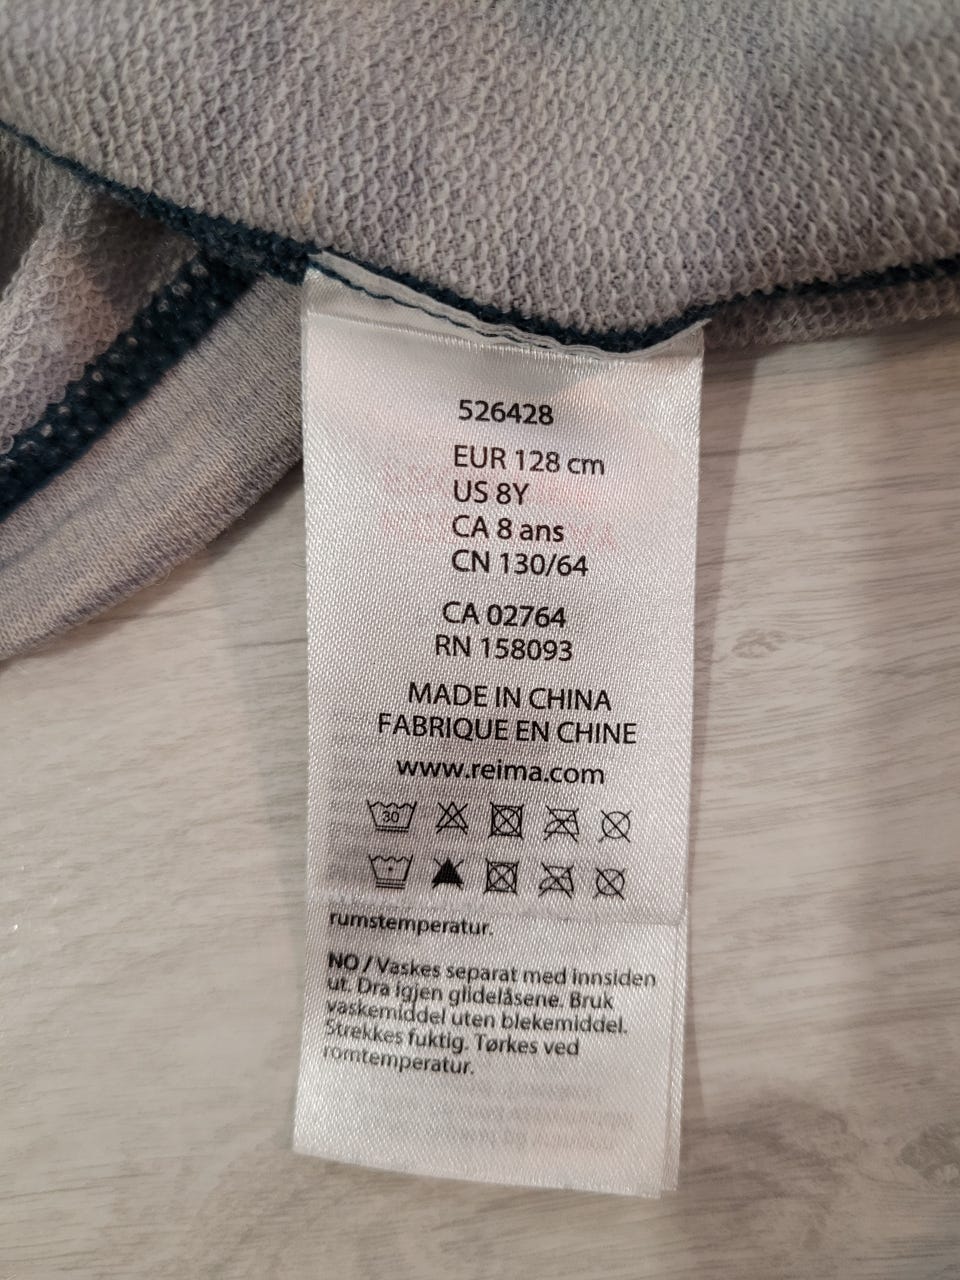 526428
EUR 128 cm
US 8Y
CA 8 ans
CN 130/64
CA 02764
RN 158093
MADE IN CHINA
FABRIQUE EN CHINE
www.reima.com
30
rumstemperatur.
NO / Vaskes separat med innsiden
ut. Dra igjen glidelåsene. Bruk
vaskemiddel uten blekemiddel.
Strekkes fuktig. Tørkes ved
romtemperatur.